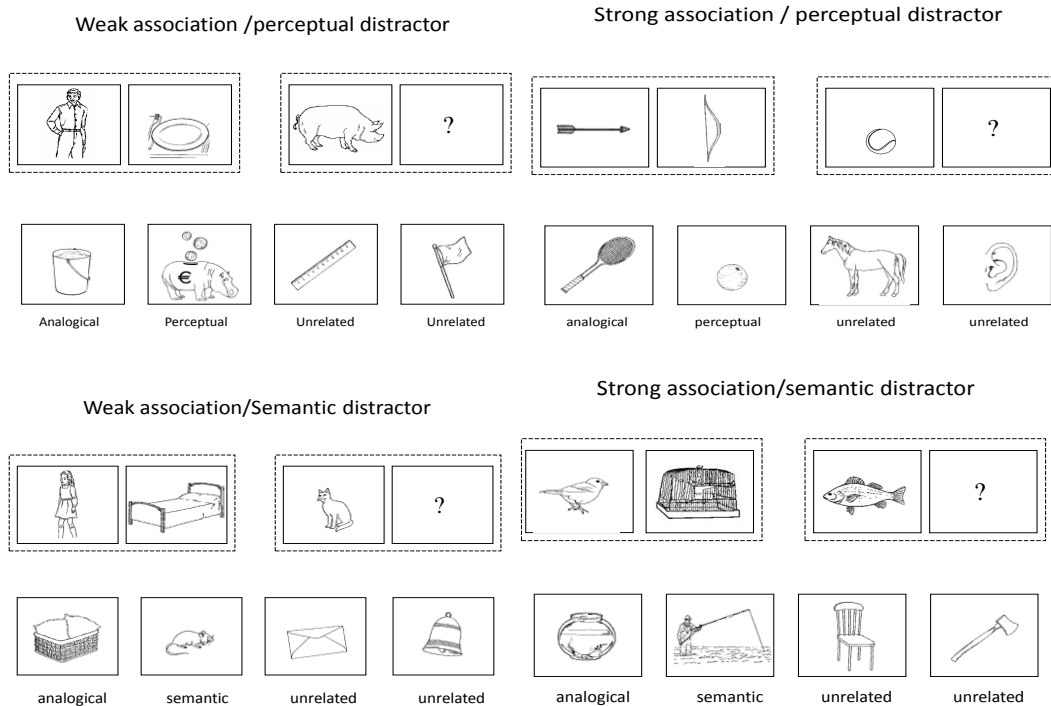 Weak association /perceptual distractor
Strong association / perceptual distractor
?
?
€
Analogical
Perceptual
Unrelated
Unrelated
analogical
perceptual
unrelated
unrelated
Weak association/Semantic distractor
Strong association/semantic distractor
?
?
analogical
semantic
unrelated
unrelated
analogical
semantic
unrelated
unrelated